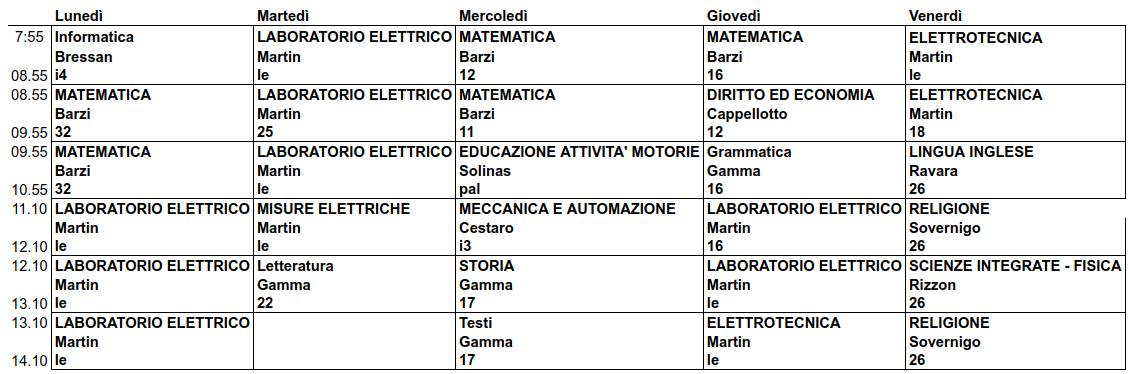 Lunedì Martedì Mercoledì Giovedì Venerdì
7:55 Informatica LABORATORIO ELETTRICO MATEMATICA MATEMATICA ELETTROTECNICA
Bressan Martin Barzi Barzi Martin
08.55 i4 le 12 16 le
08.55 MATEMATICA LABORATORIO ELETTRICO MATEMATICA DIRITTO ED ECONOMIA ELETTROTECNICA
Barzi Martin Barzi Cappellotto Martin
09.55 32 25 11 12 18
09.55 MATEMATICA LABORATORIO ELETTRICO EDUCAZIONE ATTIVITA' MOTORIE Grammatica LINGUA INGLESE
Barzi Martin Solinas Gamma Ravara
10.55 32 le pal 16 26
11.10 LABORATORIO ELETTRICO MISURE ELETTRICHE MECCANICA E AUTOMAZIONE LABORATORIO ELETTRICO RELIGIONE
Martin Martin Cestaro Martin Sovernigo
12.10 le le i3 16 26
12.10 LABORATORIO ELETTRICO Letteratura STORIA LABORATORIO ELETTRICO SCIENZE INTEGRATE - FISICA
Martin Gamma Gamma Martin Rizzon
13.10 le 22 17 le 26
13.10 LABORATORIO ELETTRICO Testi ELETTROTECNICA RELIGIONE
Martin Gamma Martin Sovernigo
14.10 le 17 le 26